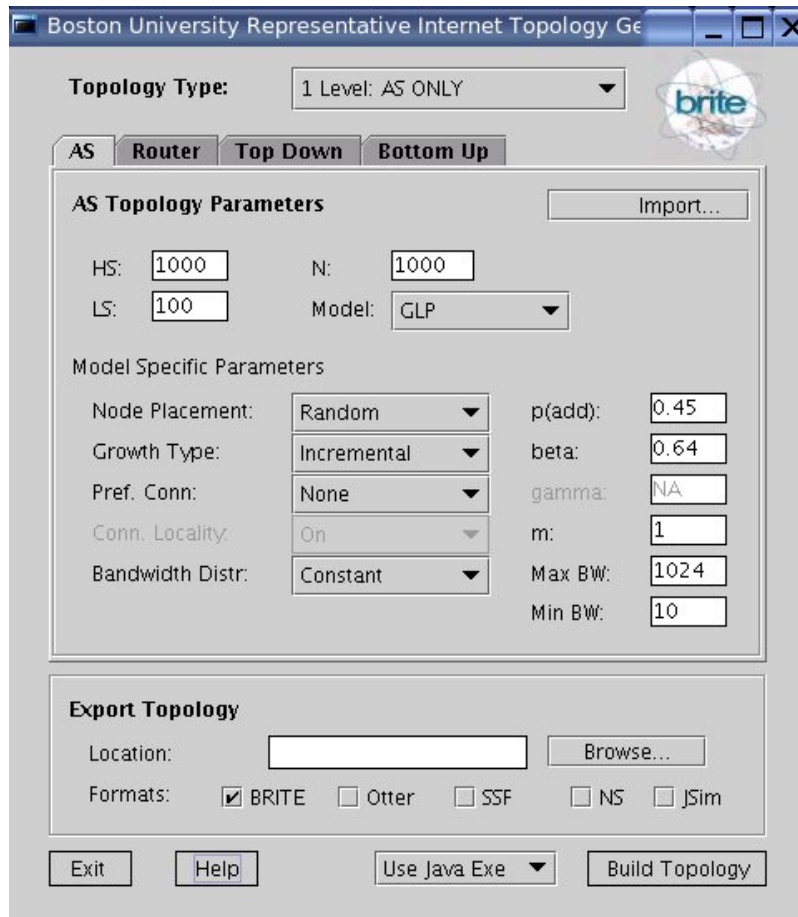 Boston University Representative Internet Topology Ge
Topology Type: 1 Level: AS ONLY
brite
AS Router Top Down Bottom Up
AS Topology Parameters Import...
HS: 1000 N: 1000
LS: 100 Model: GLP
Model Specific Parameters
Node Placement: Random p(add): 0.45
Growth Type: Incremental beta: 0.64
Pref. Conn: None gamma: NA
Conn. Locality: On m: 1
Bandwidth Distr: Constant Max BW: 1024
Min BW: 10
Export Topology
Location: Browse...
Formats: BRITE Otter SSF NS JSim
Exit Help Use Java Exe Build Topology